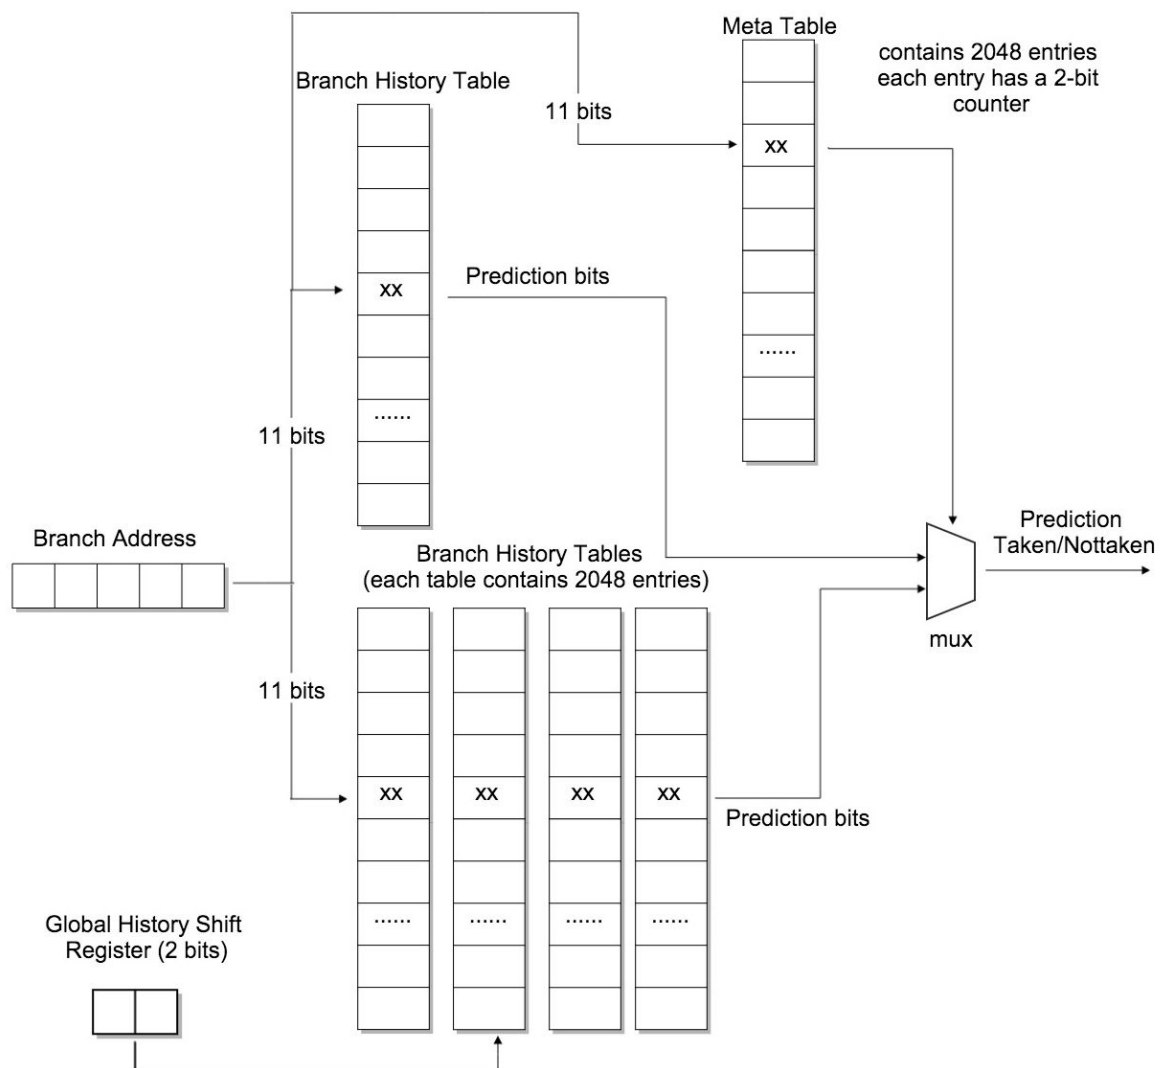 Meta Table
contains 2048 entries
each entry has a 2-bit
counter
Branch History Table
11 bits
xx
Prediction bits
xx
......
......
11 bits
Branch Address
Prediction
Taken/Nottaken
Branch History Tables
(each table contains 2048 entries)
mux
11 bits
xx xx xx xx
Prediction bits
...... ...... ...... ......
Global History Shift
Register (2 bits)